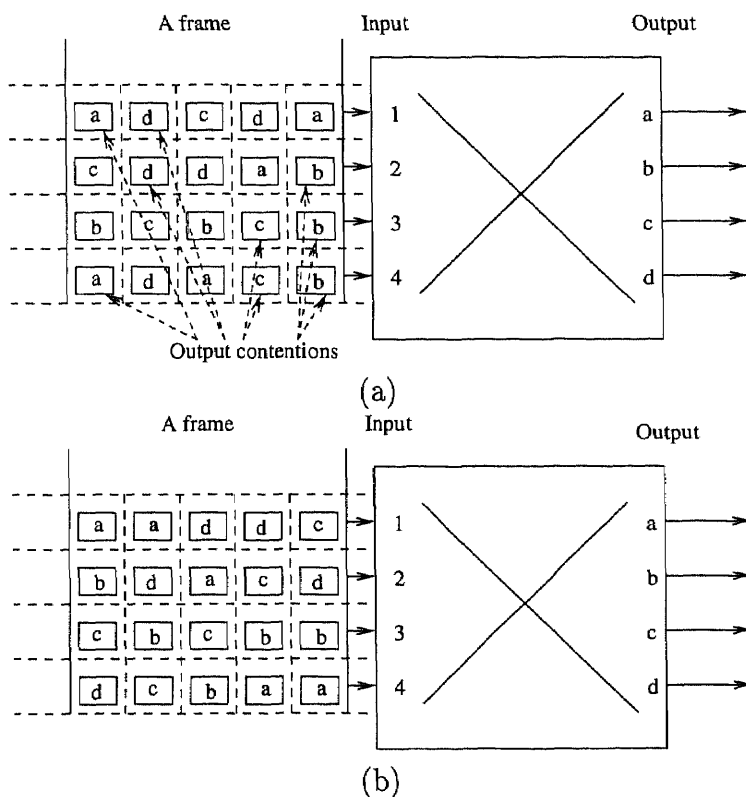 A frame Input Output
a d c d a 1 a
c d d a b 2 b
b c b c b 3 c
a d a c b 4 d
Output contentions
(a)
A frame Input Output
a a d d c 1 a
b d a c d 2 b
c b c b b 3 c
d c b a a 4 d
(b)